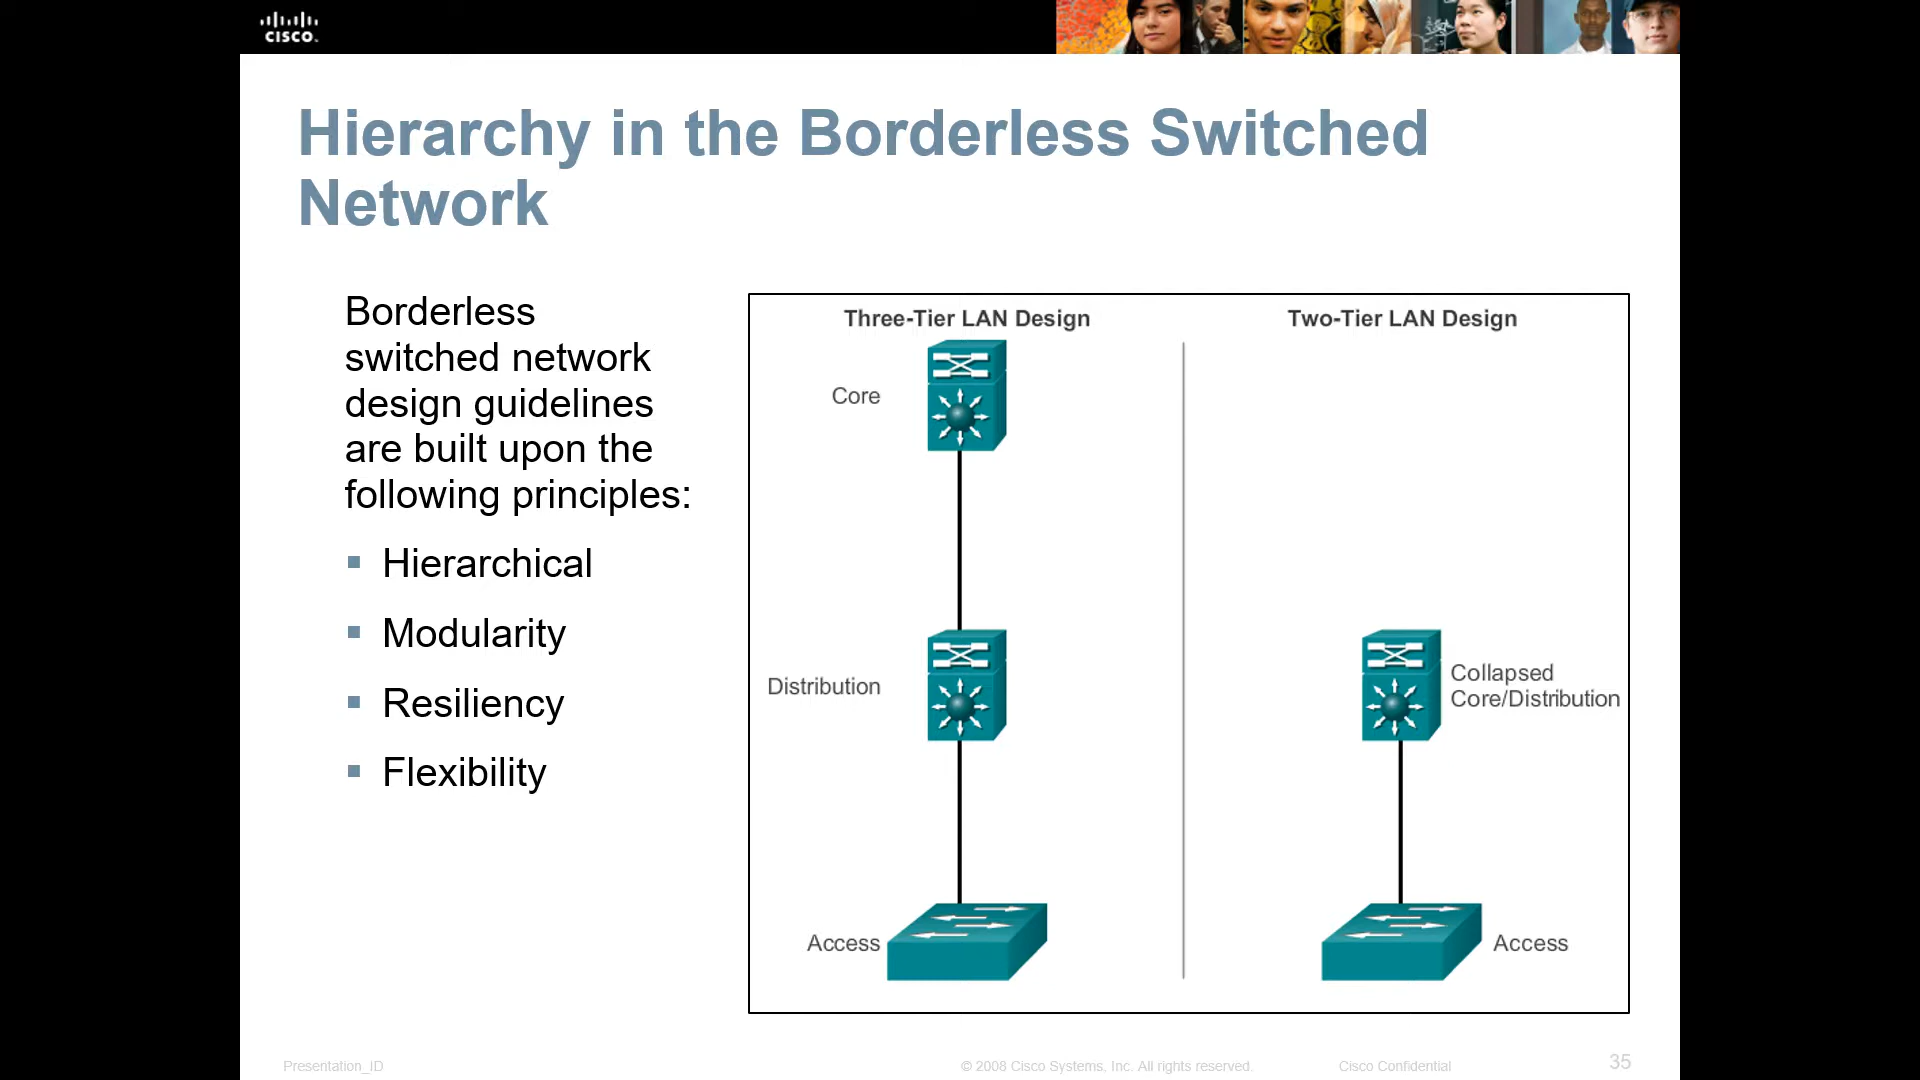 CISCO.
Hierarchy in the Borderless Switched
Network
Borderless
switched network
design guidelines
are built upon the
following principles:
Hierarchical
Modularity
Resiliency
Flexibility
Three-Tier LAN Design
Core
Distribution
Access
Two-Tier LAN Design
Collapsed
Core/Distribution
Access
Presentation_ID
© 2008 Cisco Systems, Inc. All rights reserved.
Cisco Confidential
35